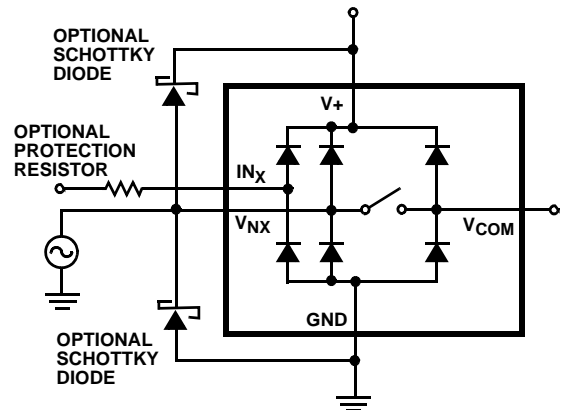 OPTIONAL
SCHOTTKY
DIODE
V+
OPTIONAL
PROTECTION
RESISTOR
INX
VNX
VCOM
GND
OPTIONAL
SCHOTTKY
DIODE